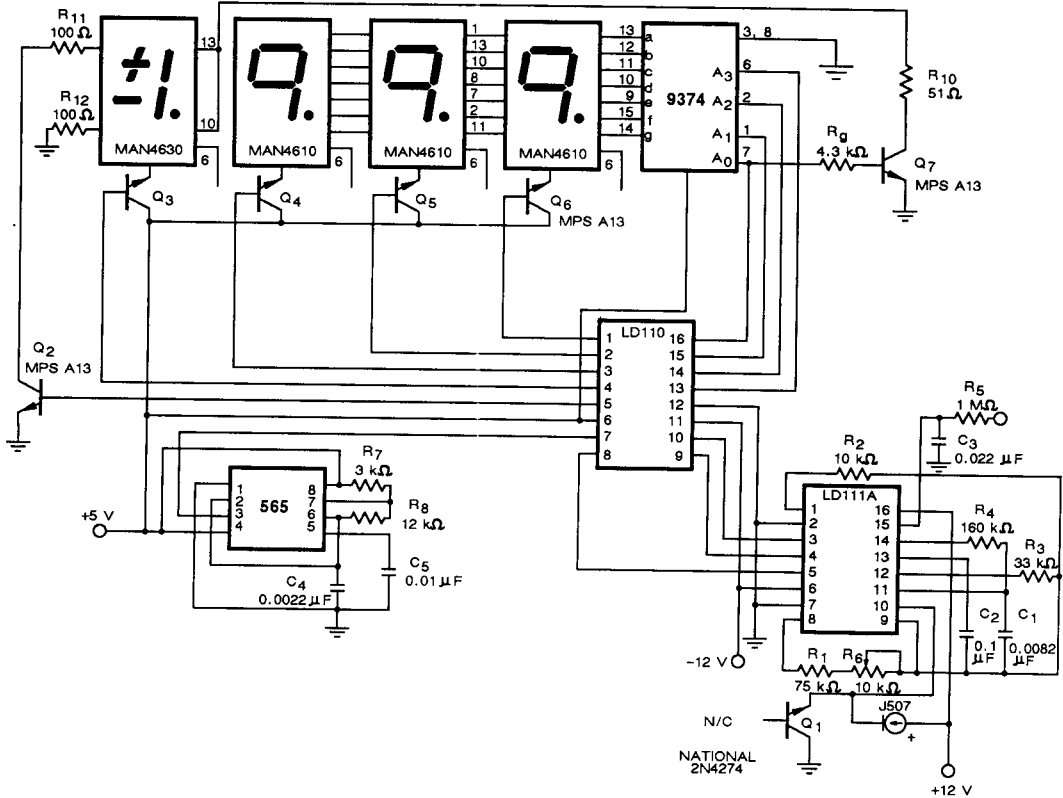 R11
100Ω
R12
100Ω
13
10
MAN4630
6
MAN4610
6
MAN4610
6
1
13
10
8
7
2
11
MAN4610
6
13
12
11
10
9
15
14
a
b
c
d
e
f
g
9374
A3
A2
A1
A0
3, 8
6
2
1
7
Rg
4.3 kΩ
R10
51Ω
Q7
MPS A13
Q3
Q4
Q5
Q6
MPS A13
Q2
MPS A13
LD110
1
2
3
4
5
6
7
8
16
15
14
13
12
11
10
9
+5 V
565
1
2
3
4
8
7
6
5
R7
3 kΩ
R8
12 kΩ
C4
0.0022 µF
C5
0.01 µF
R5
1 MΩ
C3
0.022 µF
R2
10 kΩ
LD111A
1
2
3
4
5
6
7
8
16
15
14
13
12
11
10
9
R4
160 kΩ
R3
33 kΩ
C2
0.1
µF
C1
0.0082
µF
-12 V
R1
75 kΩ
R6
10 kΩ
J507
+
N/C
Q1
NATIONAL
2N4274
+12 V